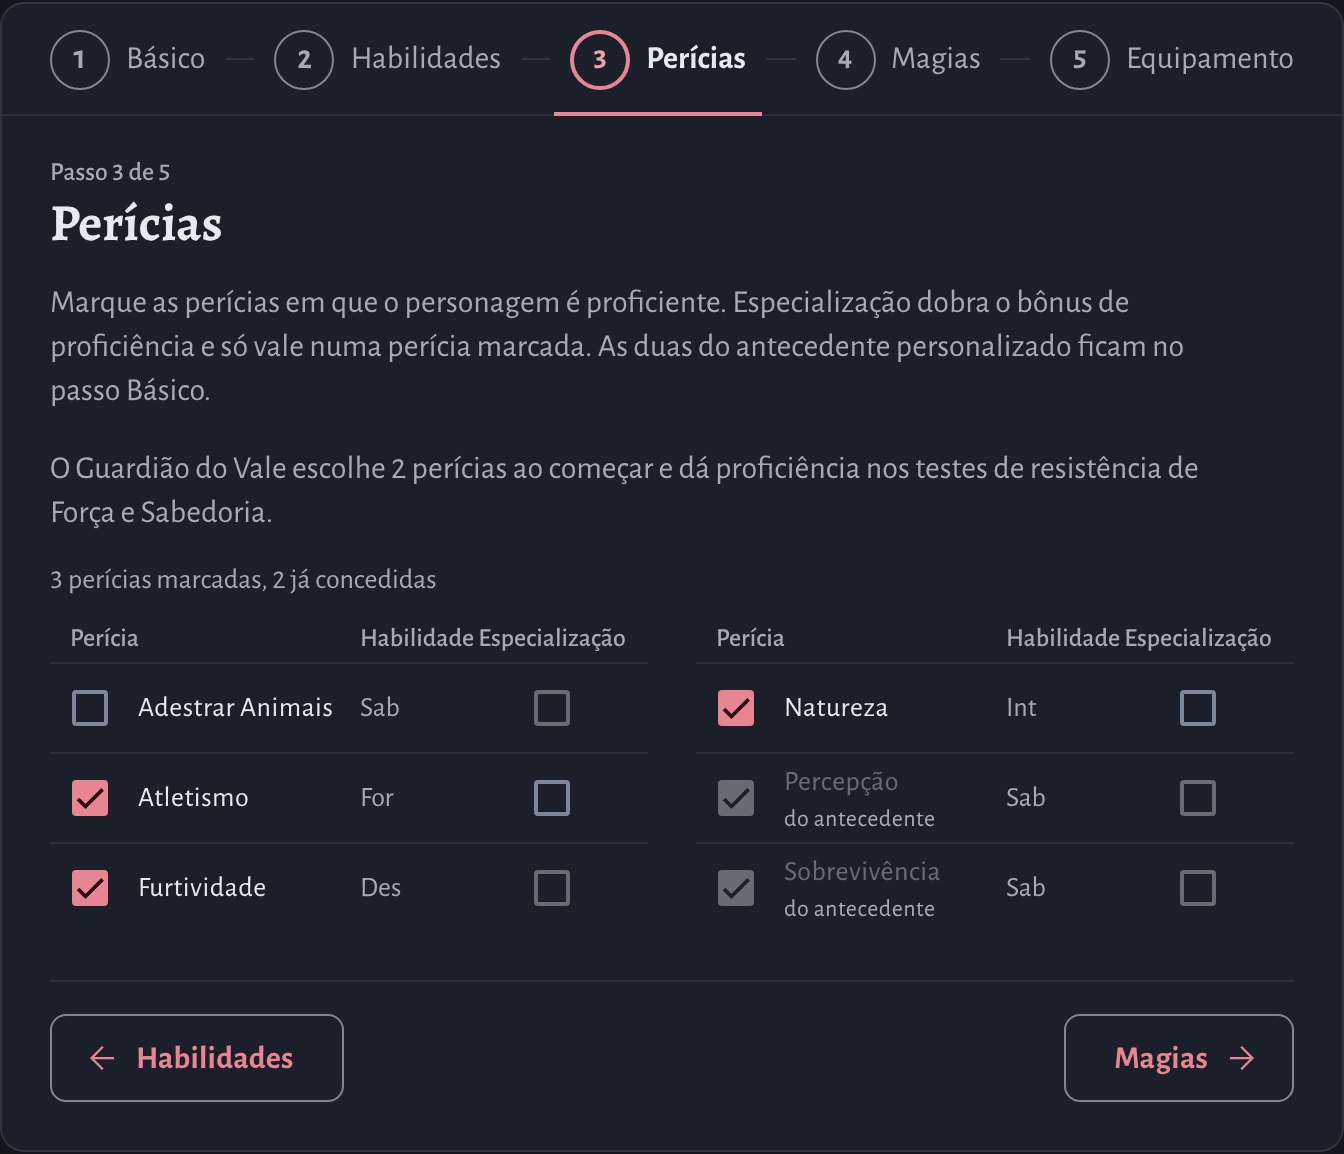 1 Básico — 2 Habilidades — 3 Perícias — 4 Magias — 5 Equipamento
Passo 3 de 5
Perícias
Marque as perícias em que o personagem é proficiente. Especialização dobra o bônus de
proficiência e só vale numa perícia marcada. As duas do antecedente personalizado ficam no
passo Básico.
O Guardião do Vale escolhe 2 perícias ao começar e dá proficiência nos testes de resistência de
Força e Sabedoria.
3 perícias marcadas, 2 já concedidas
Perícia Habilidade Especialização
Adestrar Animais Sab
Atletismo For
Furtividade Des
Perícia Habilidade Especialização
Natureza Int
Percepção Sab
do antecedente
Sobrevivência Sab
do antecedente
← Habilidades
Magias →